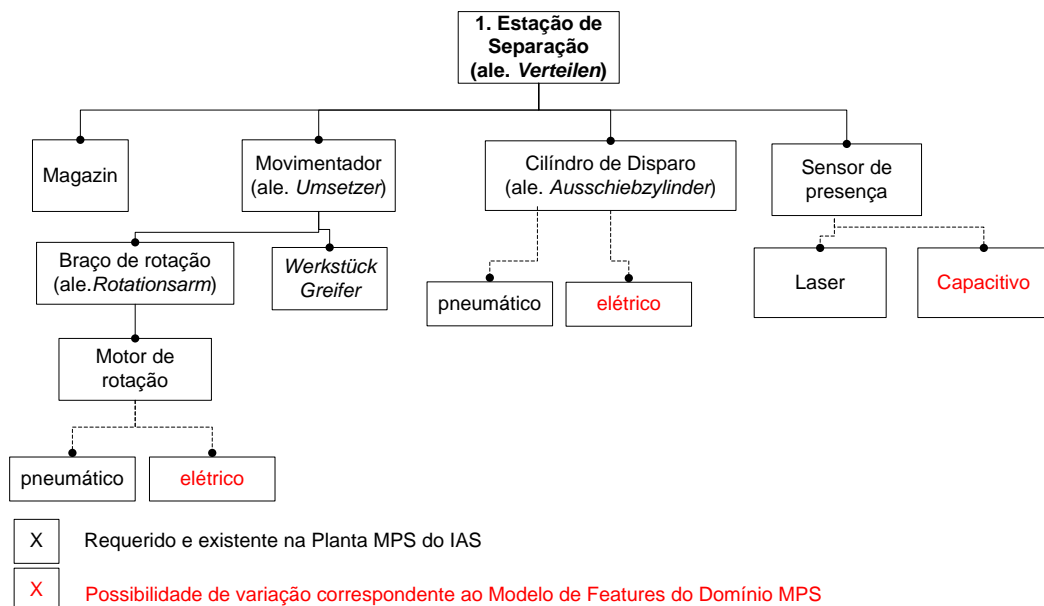 1. Estação de
Separação
(ale. Verteilen)
Magazin
Movimentador
(ale. Umsetzer)
Cilíndro de Disparo
(ale. Ausschiebzylinder)
Sensor de
presença
Braço de rotação
(ale.Rotationsarm)
Werkstück
Greifer
pneumático
elétrico
Laser
Capacitivo
Motor de
rotação
pneumático
elétrico
X
Requerido e existente na Planta MPS do IAS
X
Possibilidade de variação correspondente ao Modelo de Features do Domínio MPS